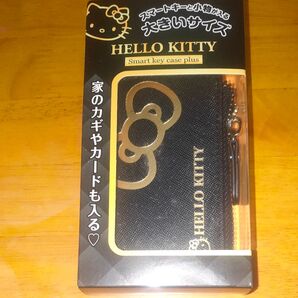 スマートキーと小物が入る
大きいサイズ
HELLO KITTY
Smart key case plus
家のカギやカードも入る♡
HELLO KITTY